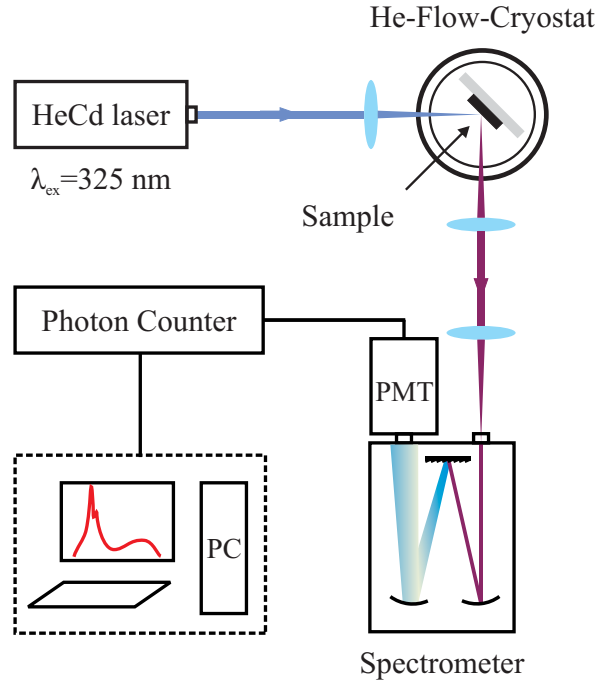 He-Flow-Cryostat
HeCd laser
λex=325 nm
Sample
Photon Counter
PMT
PC
Spectrometer